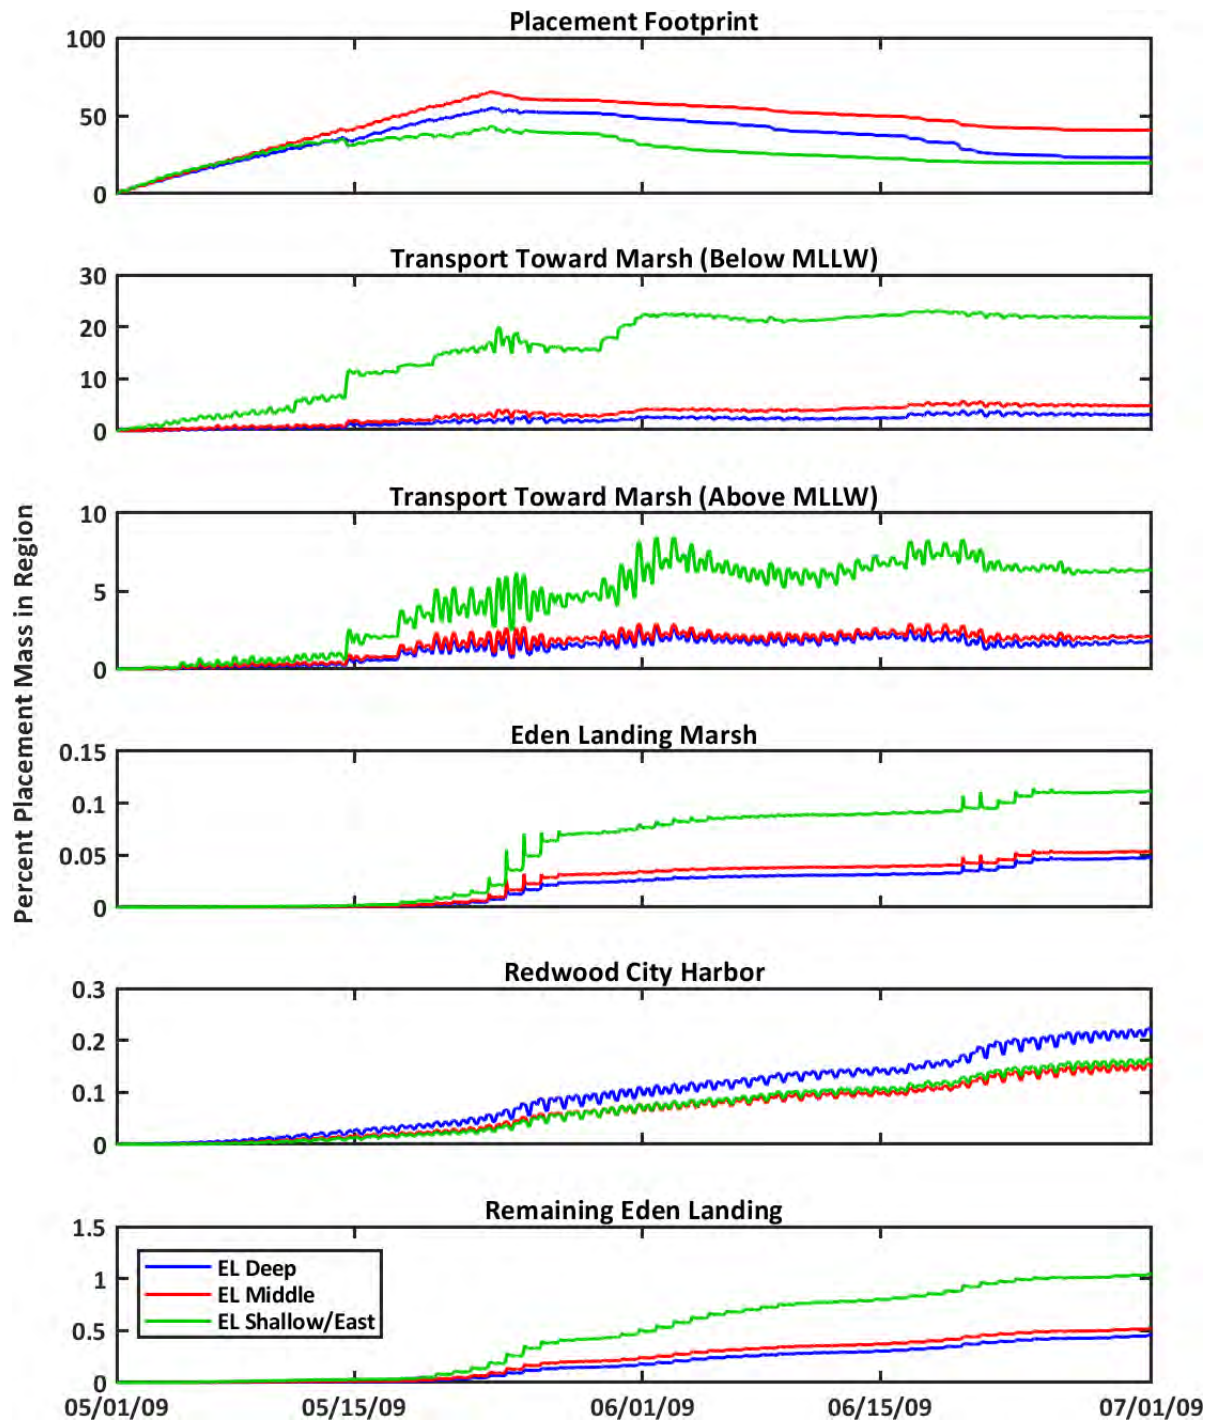 Placement Footprint
100
50
0
Transport Toward Marsh (Below MLLW)
30
20
10
0
Transport Toward Marsh (Above MLLW)
10
5
0
Percent Placement Mass in Region
Eden Landing Marsh
0.15
0.1
0.05
0
Redwood City Harbor
0.3
0.2
0.1
0
Remaining Eden Landing
1.5
1
0.5
0
EL Deep
EL Middle
EL Shallow/East
05/01/09 05/15/09 06/01/09 06/15/09 07/01/09